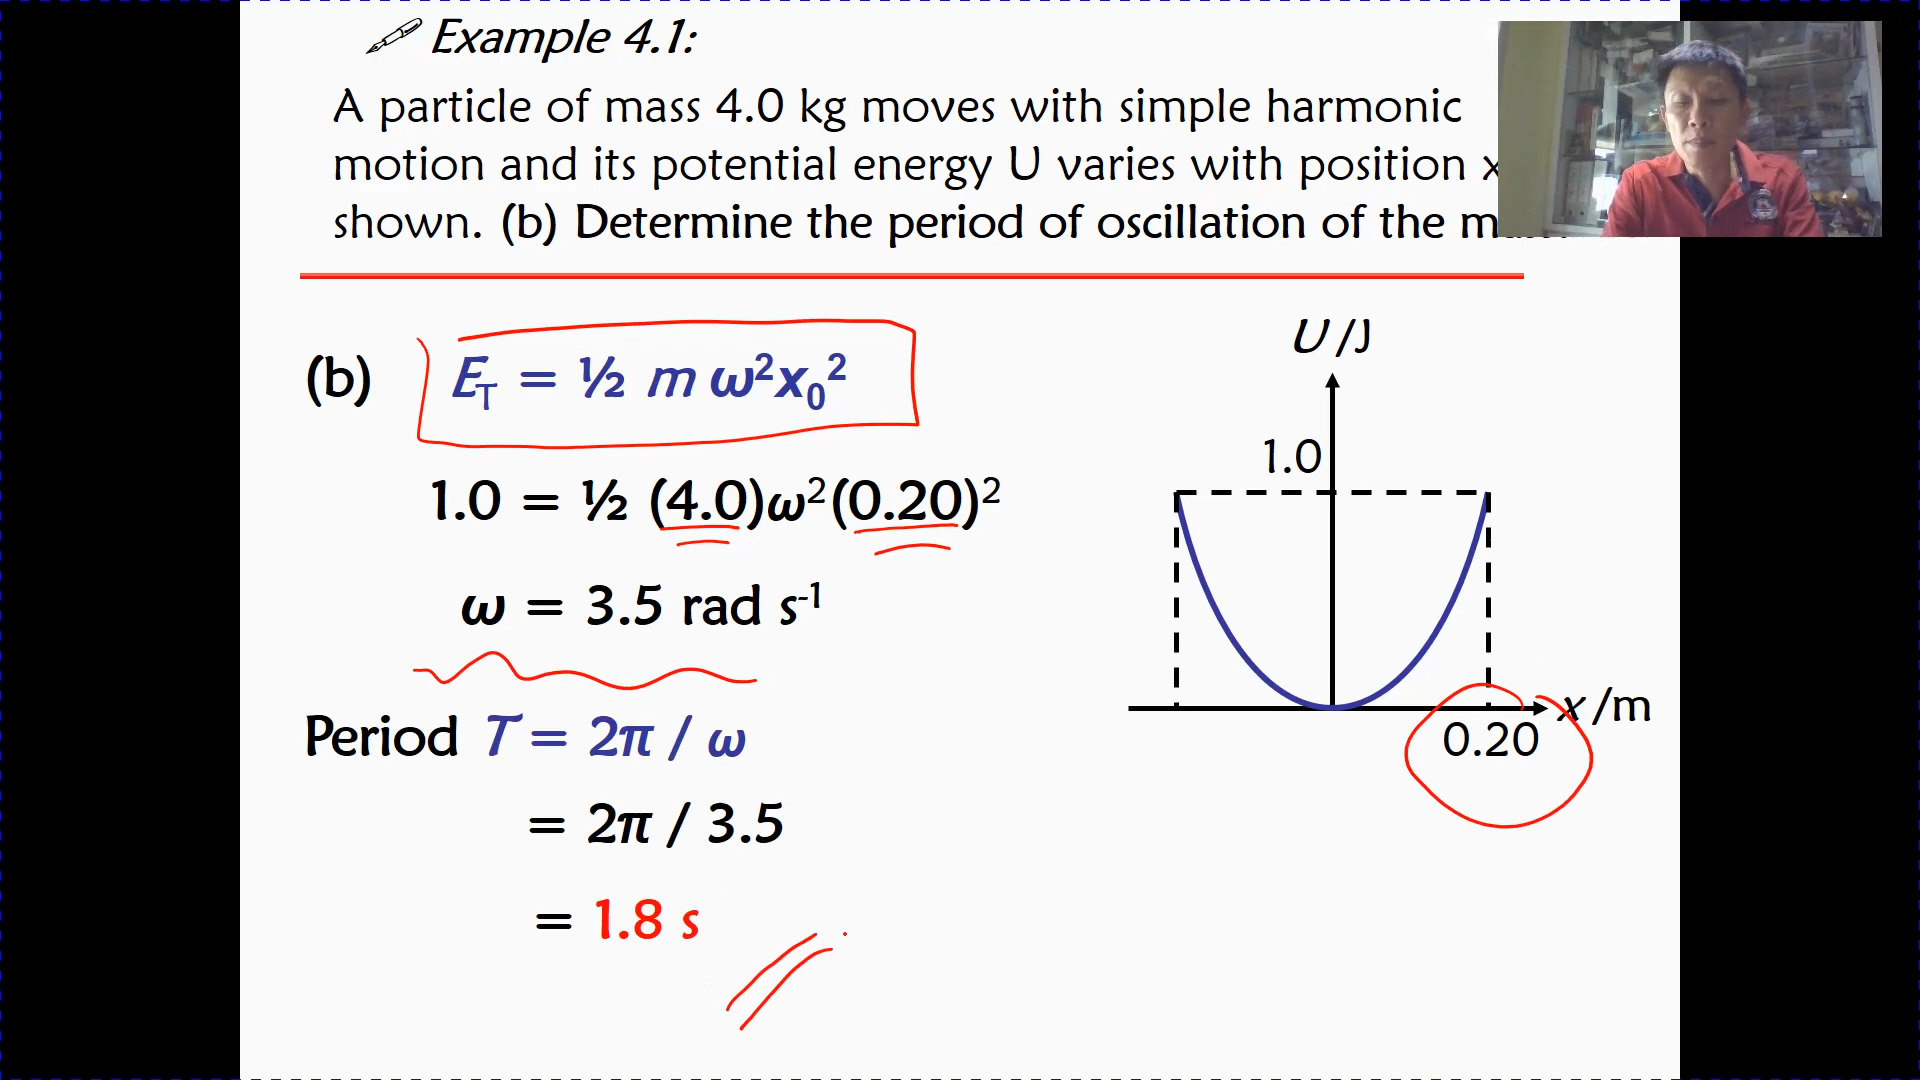 Example 4.1:
A particle of mass 4.0 kg moves with simple harmonic
motion and its potential energy U varies with position x
shown. (b) Determine the period of oscillation of the
(b) E_T = ½ m ω²x₀²
1.0 = ½ (4.0)ω²(0.20)²
ω = 3.5 rad s⁻¹
Period T = 2π / ω
= 2π / 3.5
= 1.8 s
U /J
1.0
x /m
0.20